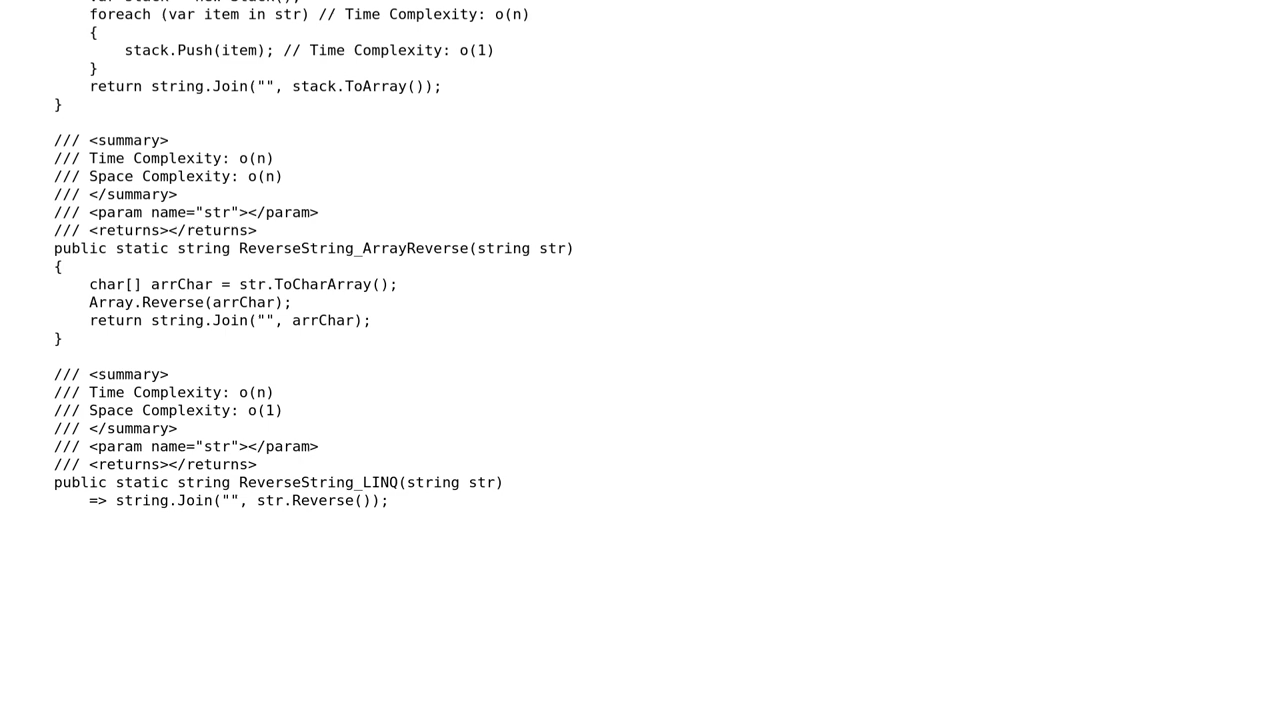 foreach (var item in str) // Time Complexity: o(n)
{
stack.Push(item); // Time Complexity: o(1)
}
return string.Join("", stack.ToArray());
}
/// <summary>
/// Time Complexity: o(n)
/// Space Complexity: o(n)
/// </summary>
/// <param name="str"></param>
/// <returns></returns>
public static string ReverseString_ArrayReverse(string str)
{
char[] arrChar = str.ToCharArray();
Array.Reverse(arrChar);
return string.Join("", arrChar);
}
/// <summary>
/// Time Complexity: o(n)
/// Space Complexity: o(1)
/// </summary>
/// <param name="str"></param>
/// <returns></returns>
public static string ReverseString_LINQ(string str)
=> string.Join("", str.Reverse());